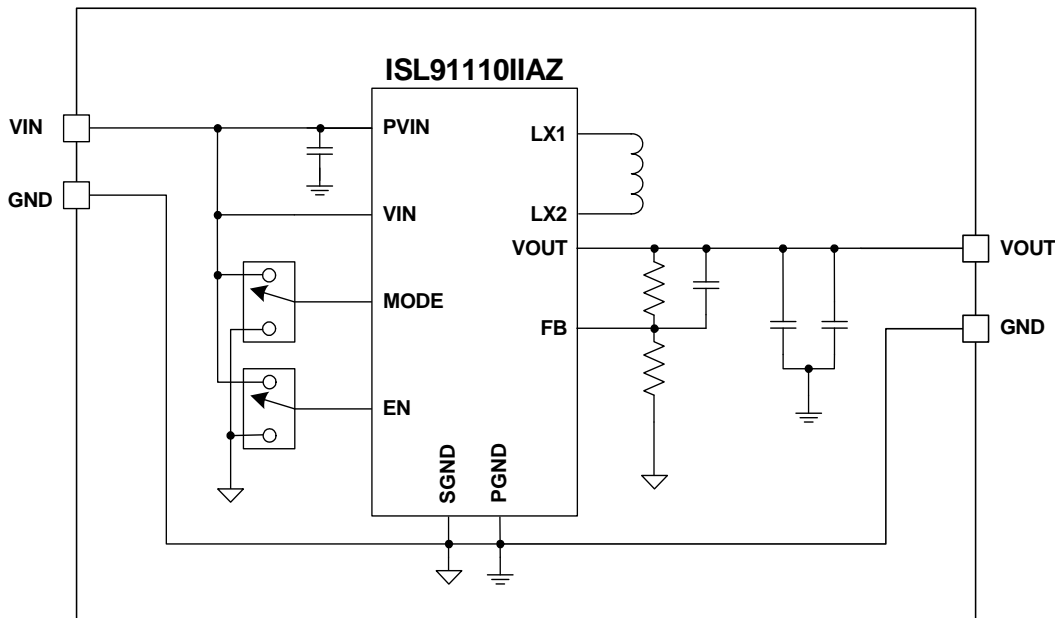 ISL91110IIAZ
VIN
PVIN
LX1
GND
VIN
LX2
VOUT
VOUT
MODE
FB
GND
EN
SGND
PGND